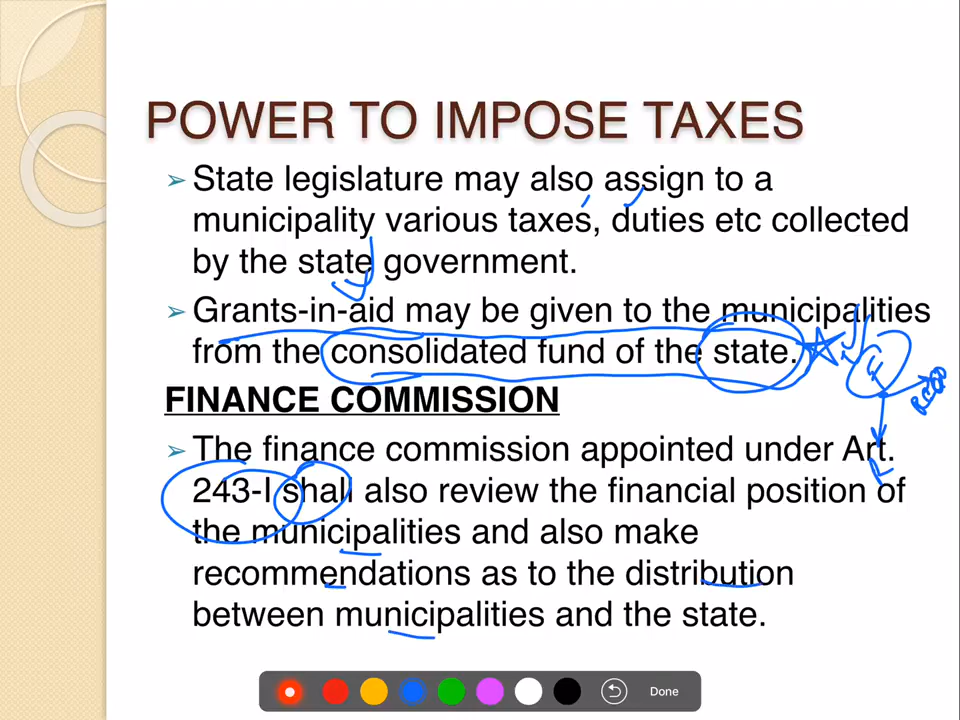 POWER TO IMPOSE TAXES
➢ State legislature may also assign to a
municipality various taxes, duties etc collected
by the state government.
➢ Grants-in-aid may be given to the municipalities
from the consolidated fund of the state.
FINANCE COMMISSION
➢ The finance commission appointed under Art.
243-I shall also review the financial position of
the municipalities and also make
recommendations as to the distribution
between municipalities and the state.
Done